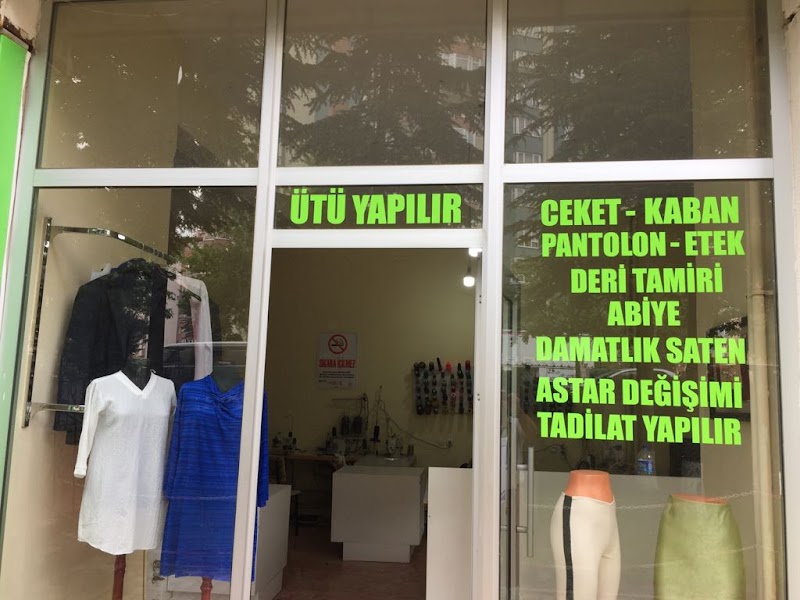 ÜTÜ YAPILIR
CEKET - KABAN
PANTOLON - ETEK
DERİ TAMİRİ
ABİYE
DAMATLIK SATEN
ASTAR DEĞİŞİMİ
TADİLAT YAPILIR
SİGARA İÇİLMEZ